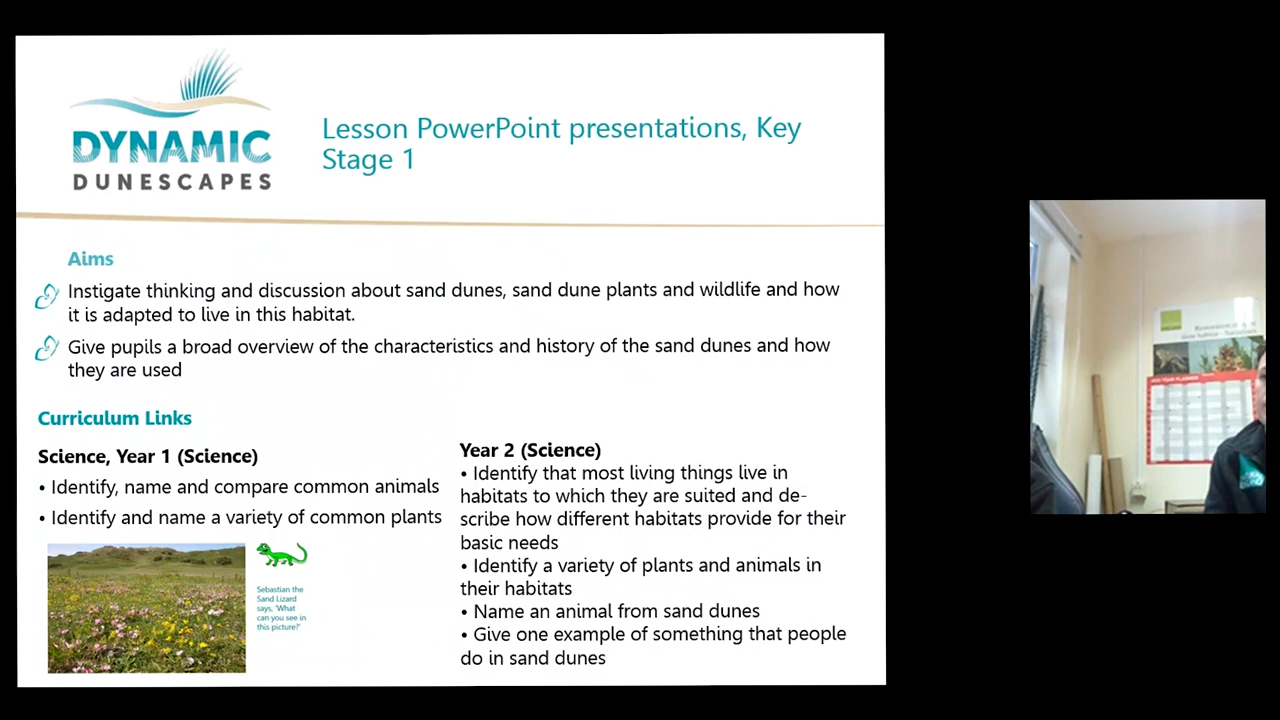 DYNAMIC
DUNESCAPES
Lesson PowerPoint presentations, Key
Stage 1
Aims
Instigate thinking and discussion about sand dunes, sand dune plants and wildlife and how
it is adapted to live in this habitat.
Give pupils a broad overview of the characteristics and history of the sand dunes and how
they are used
Curriculum Links
Science, Year 1 (Science)
• Identify, name and compare common animals
• Identify and name a variety of common plants
Sebastian the
Sand Lizard
says, 'What
can you see in
this picture?'
Year 2 (Science)
• Identify that most living things live in
habitats to which they are suited and de-
scribe how different habitats provide for their
basic needs
• Identify a variety of plants and animals in
their habitats
• Name an animal from sand dunes
• Give one example of something that people
do in sand dunes
YEAR PLANNER